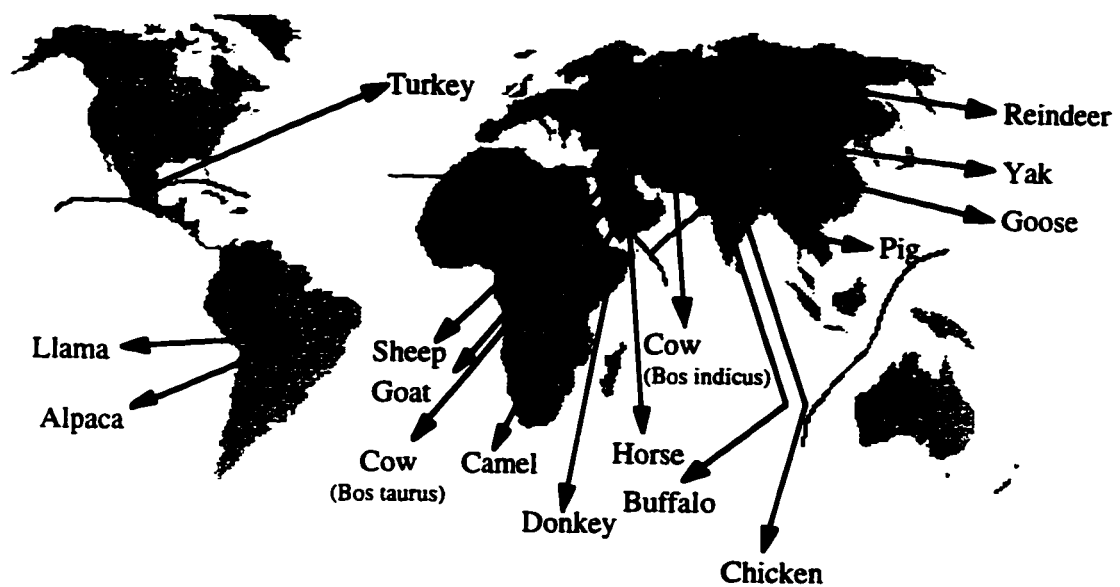 Turkey
Reindeer
Yak
Goose
Pig
Llama
Alpaca
Sheep
Goat
Cow
(Bos taurus)
Camel
Donkey
Cow
(Bos indicus)
Horse
Buffalo
Chicken